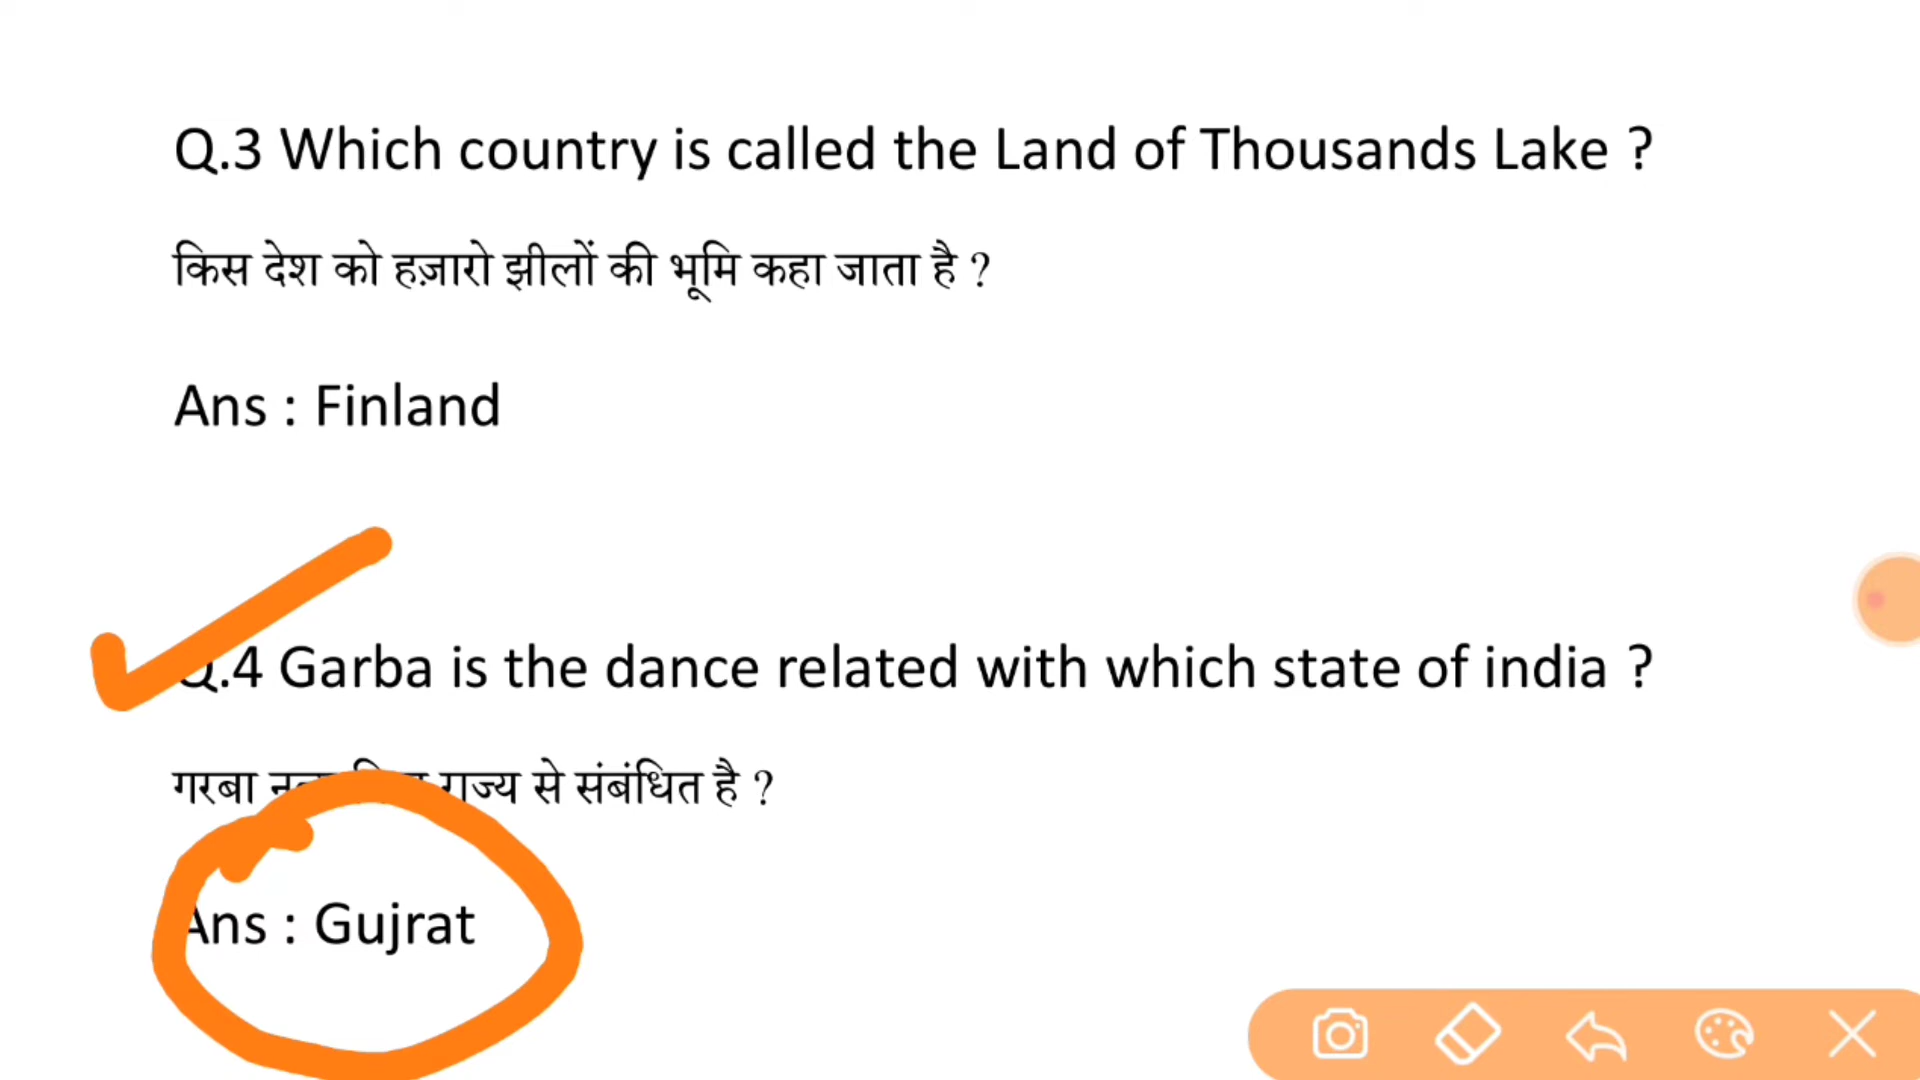 Q.3 Which country is called the Land of Thousands Lake ?
किस देश को हज़ारो झीलों की भूमि कहा जाता है ?
Ans : Finland
Q.4 Garba is the dance related with which state of india ?
गरबा राज्य से संबंधित है ?
Ans : Gujrat